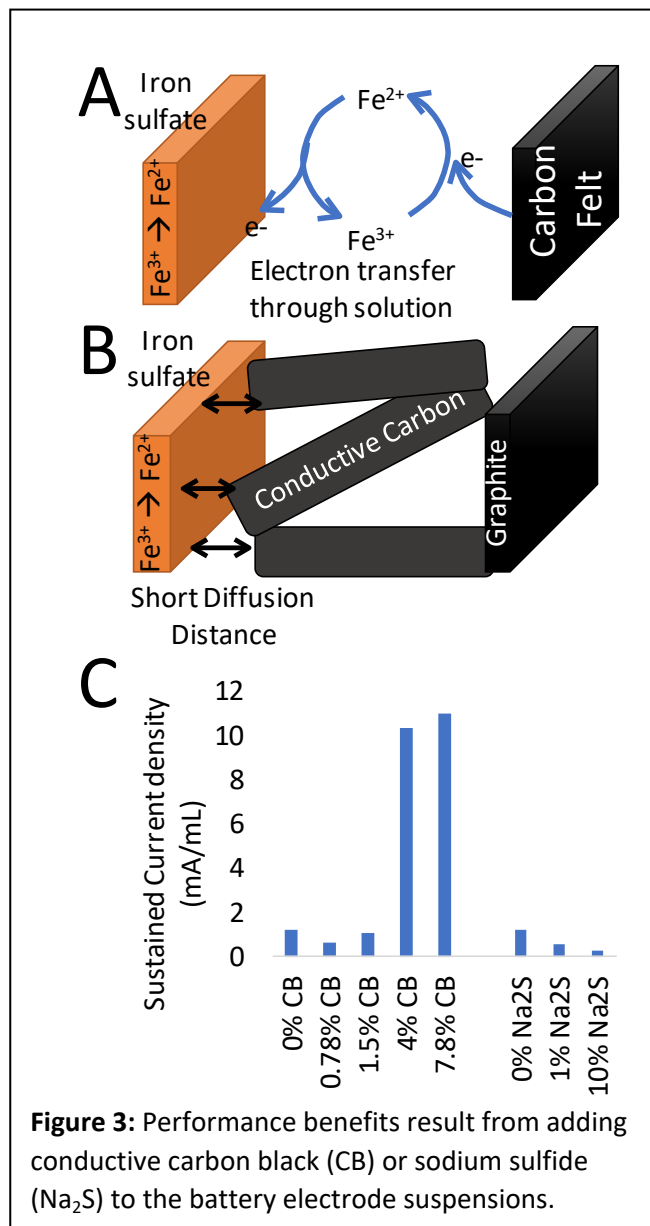 A
Iron
sulfate
Fe³⁺ → Fe²⁺
e-
Fe²⁺
Fe³⁺
e-
Carbon
Felt
Electron transfer
through solution
B
Iron
sulfate
Fe³⁺ → Fe²⁺
Conductive Carbon
Graphite
Short Diffusion
Distance
C
Sustained Current density
(mA/mL)
12
10
8
6
4
2
0
0% CB
0.78% CB
1.5% CB
4% CB
7.8% CB
0% Na2S
1% Na2S
10% Na2S
Figure 3: Performance benefits result from adding
conductive carbon black (CB) or sodium sulfide
(Na₂S) to the battery electrode suspensions.